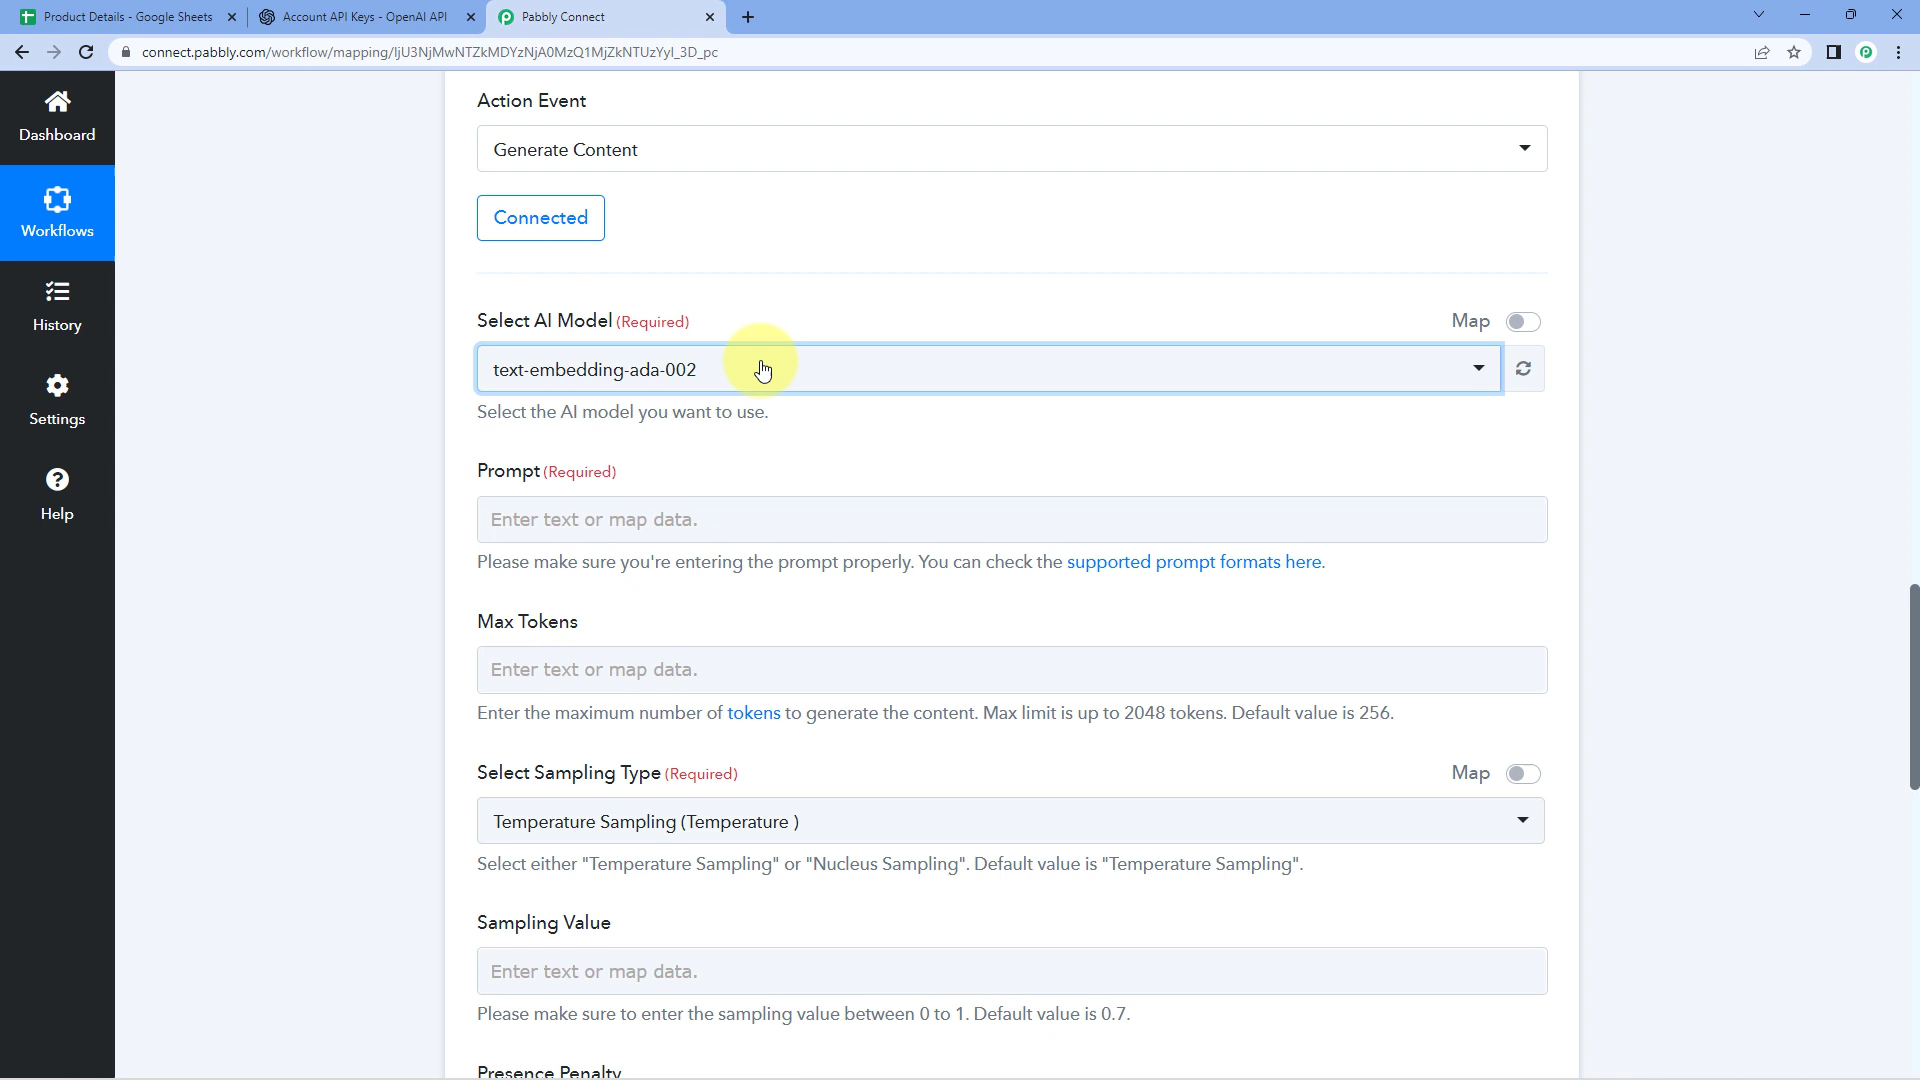 Product Details - Google Sheets
Account API Keys - OpenAI API
Pabbly Connect
connect.pabbly.com/workflow/mapping/IjU3NjMwNTZkMDYzNjA0MzQ1MjZkNTUzYyI_3D_pc
Dashboard
Workflows
History
Settings
Help
Action Event
Generate Content
Connected
Select AI Model (Required)
Map
text-embedding-ada-002
Select the AI model you want to use.
Prompt (Required)
Enter text or map data.
Please make sure you're entering the prompt properly. You can check the supported prompt formats here.
Max Tokens
Enter text or map data.
Enter the maximum number of tokens to generate the content. Max limit is up to 2048 tokens. Default value is 256.
Select Sampling Type (Required)
Map
Temperature Sampling (Temperature )
Select either "Temperature Sampling" or "Nucleus Sampling". Default value is "Temperature Sampling".
Sampling Value
Enter text or map data.
Please make sure to enter the sampling value between 0 to 1. Default value is 0.7.
Presence Penalty